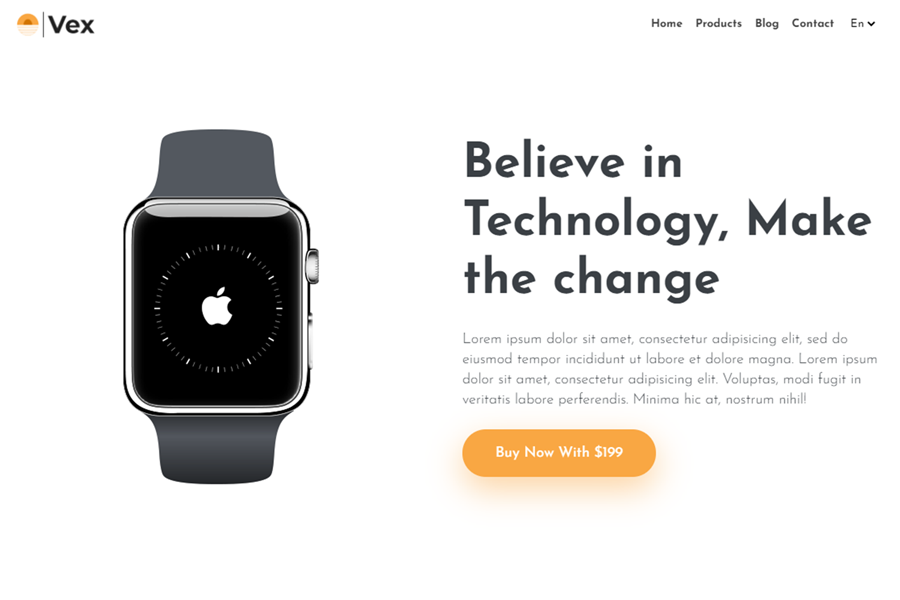 Vex
Home Products Blog Contact En
Believe in
Technology, Make
the change
Lorem ipsum dolor sit amet, consectetur adipisicing elit, sed do
eiusmod tempor incididunt ut labore et dolore magna. Lorem ipsum
dolor sit amet, consectetur adipisicing elit. Voluptas, modi fugit in
veritatis labore perferendis. Minima hic at, nostrum nihil!
Buy Now With $199